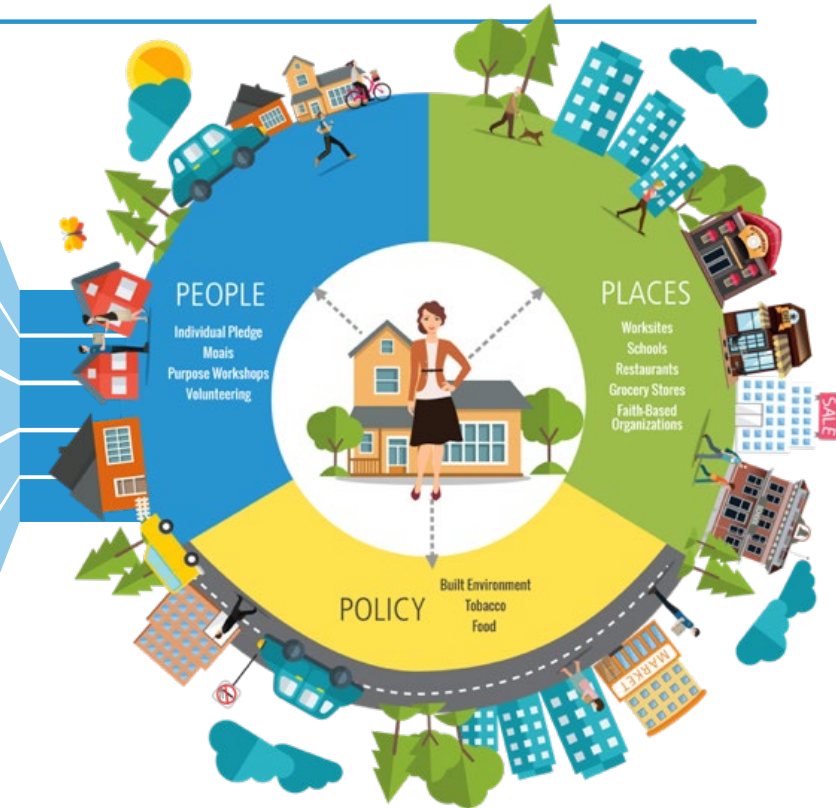 PEOPLE
Individual Pledge
Moais
Purpose Workshops
Volunteering
PLACES
Worksites
Schools
Restaurants
Grocery Stores
Faith-Based
Organizations
SALE
POLICY
Built Environment
Tobacco
Food
MARKET